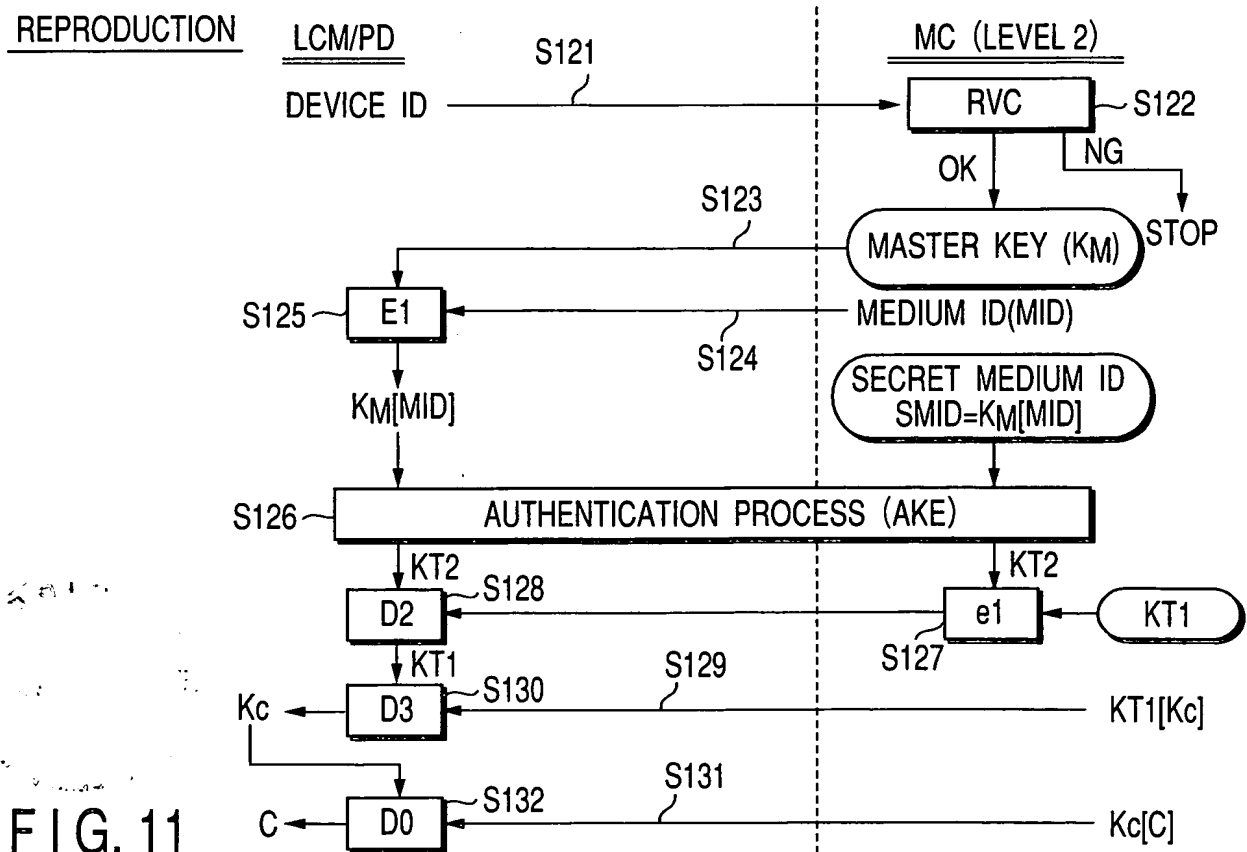 REPRODUCTION
LCM/PD
MC (LEVEL 2)
S121
DEVICE ID
RVC
S122
OK
NG
STOP
S123
MASTER KEY (KM)
S125
E1
S124
MEDIUM ID(MID)
KM[MID]
SECRET MEDIUM ID
SMID=KM[MID]
S126
AUTHENTICATION PROCESS (AKE)
KT2
KT2
S128
D2
e1
KT1
S127
KT1
S129
S130
Kc
D3
KT1[Kc]
S131
S132
C
D0
Kc[C]
FIG. 11